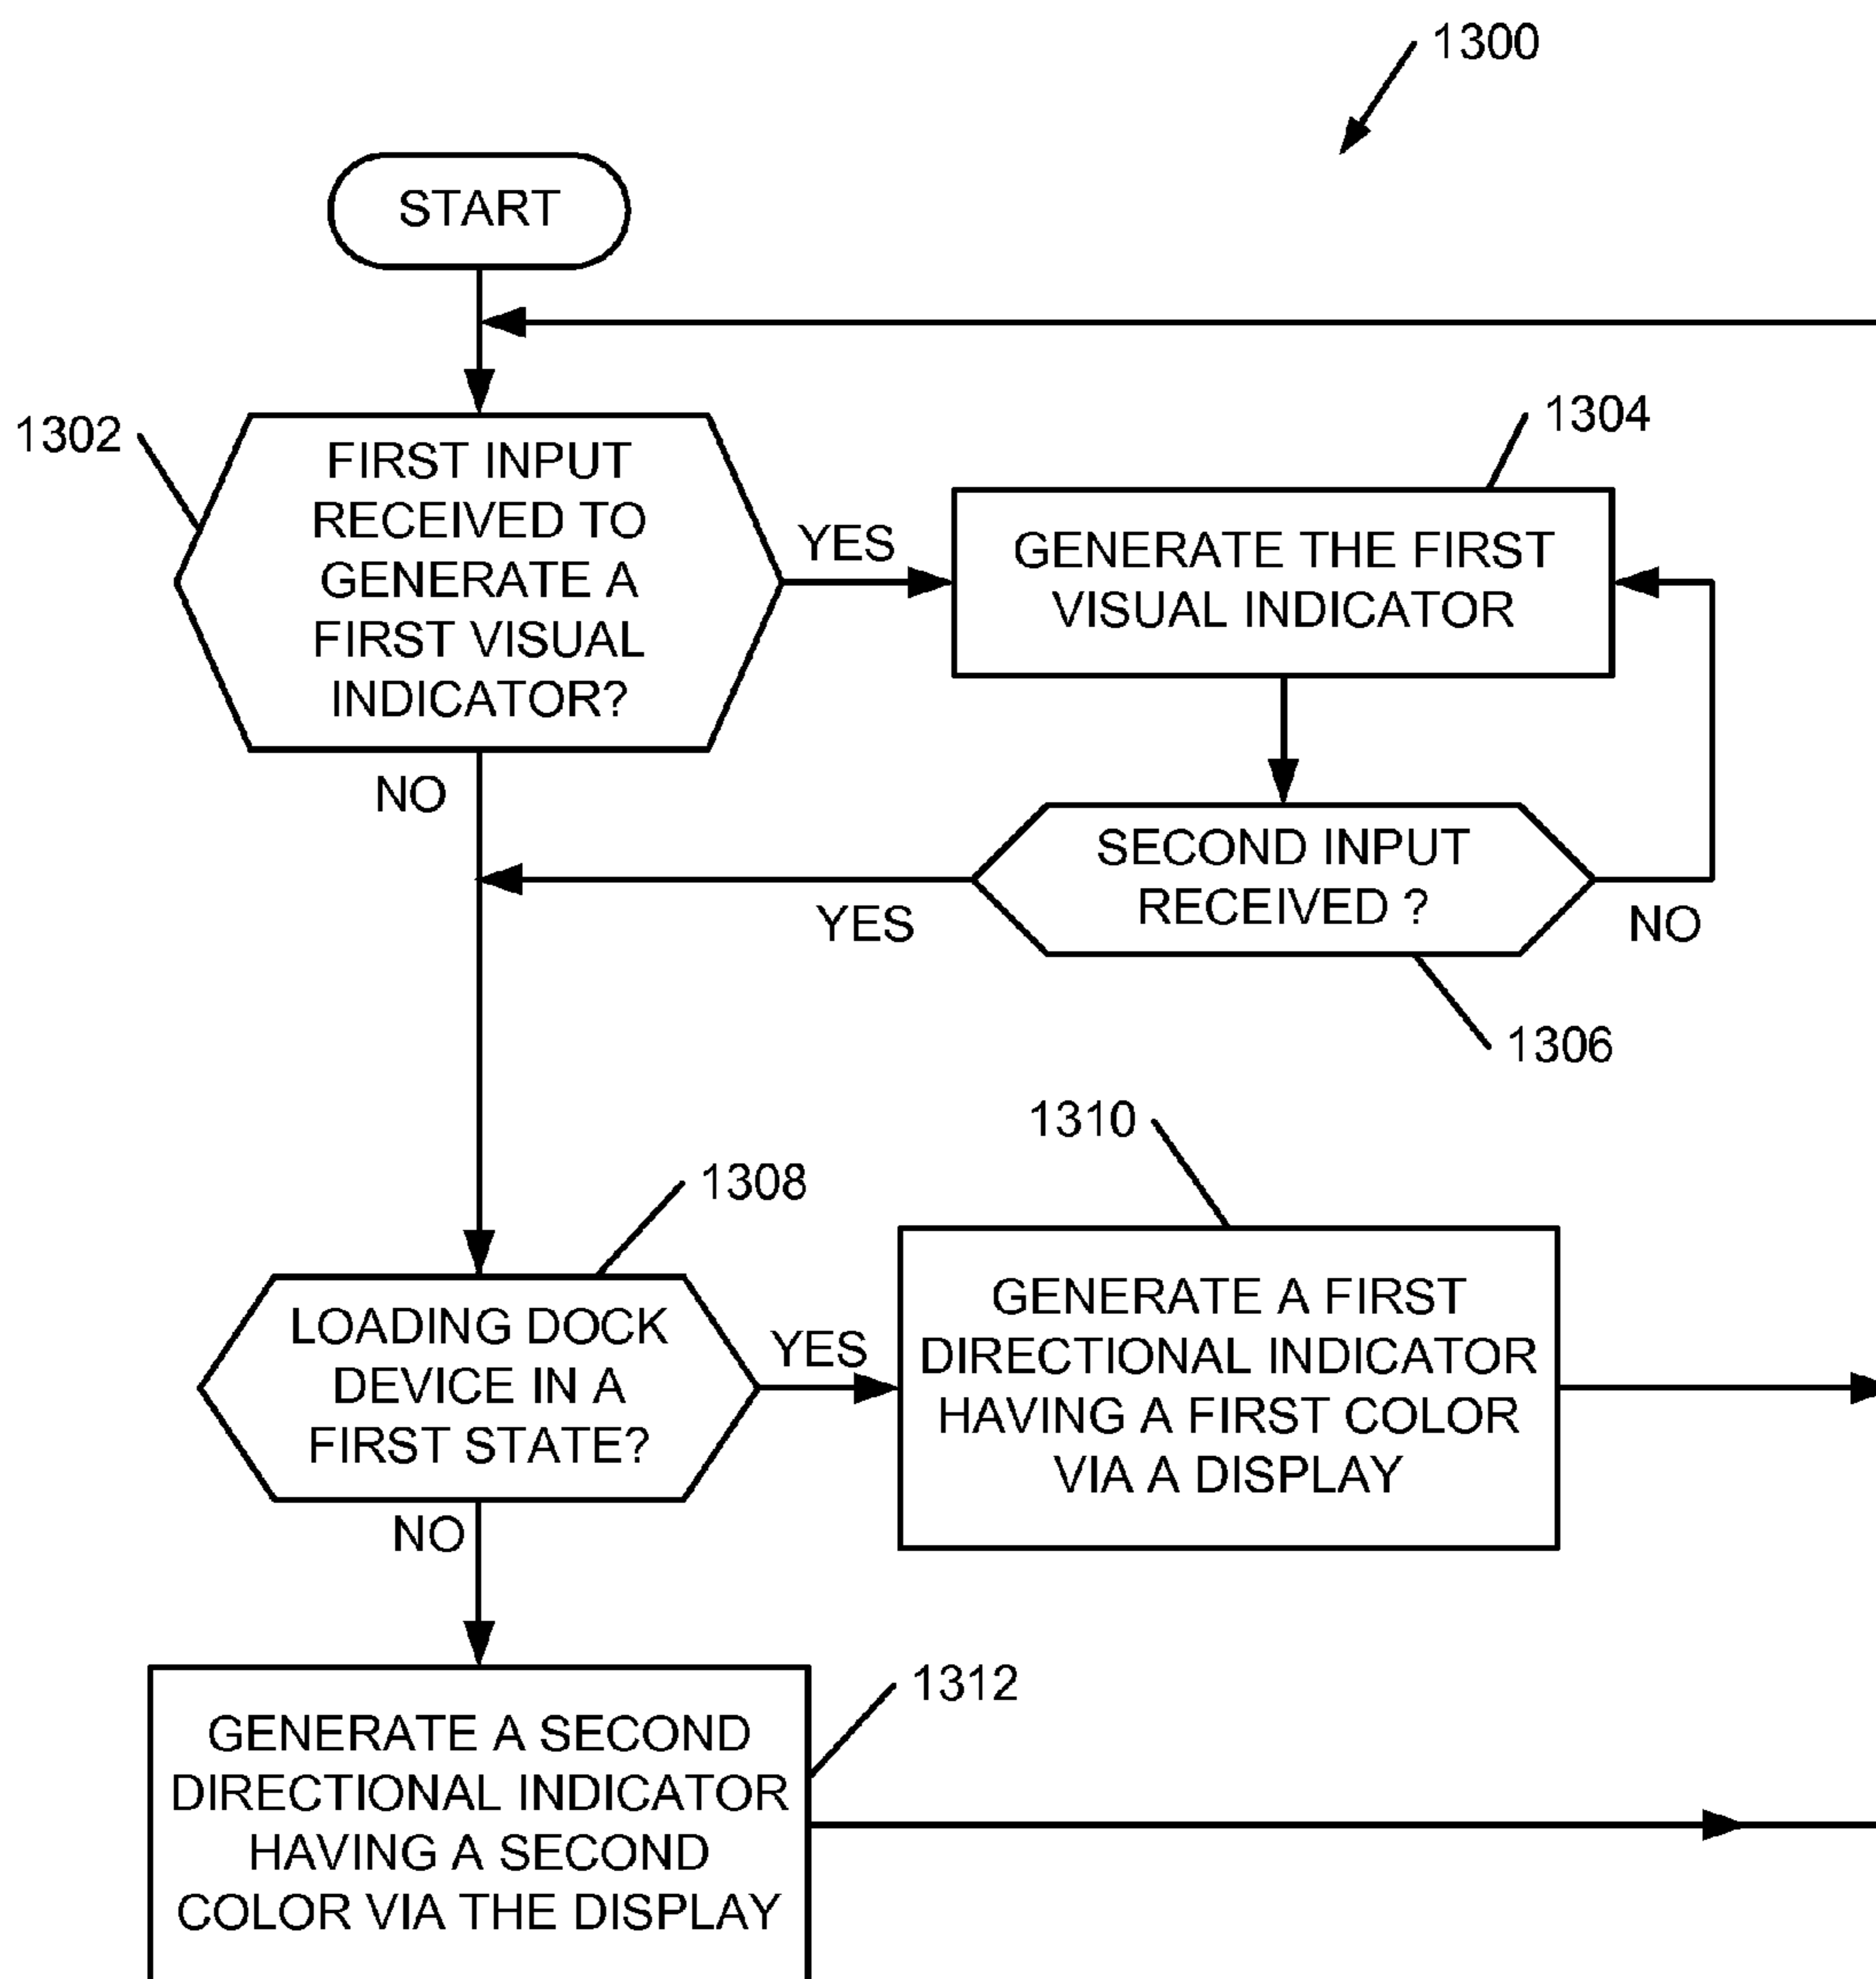 1300
START
1302
FIRST INPUT
RECEIVED TO
GENERATE A
FIRST VISUAL
INDICATOR?
YES
1304
GENERATE THE FIRST
VISUAL INDICATOR
NO
SECOND INPUT
RECEIVED ?
YES
NO
1306
1308
LOADING DOCK
DEVICE IN A
FIRST STATE?
YES
1310
GENERATE A FIRST
DIRECTIONAL INDICATOR
HAVING A FIRST COLOR
VIA A DISPLAY
NO
1312
GENERATE A SECOND
DIRECTIONAL INDICATOR
HAVING A SECOND
COLOR VIA THE DISPLAY